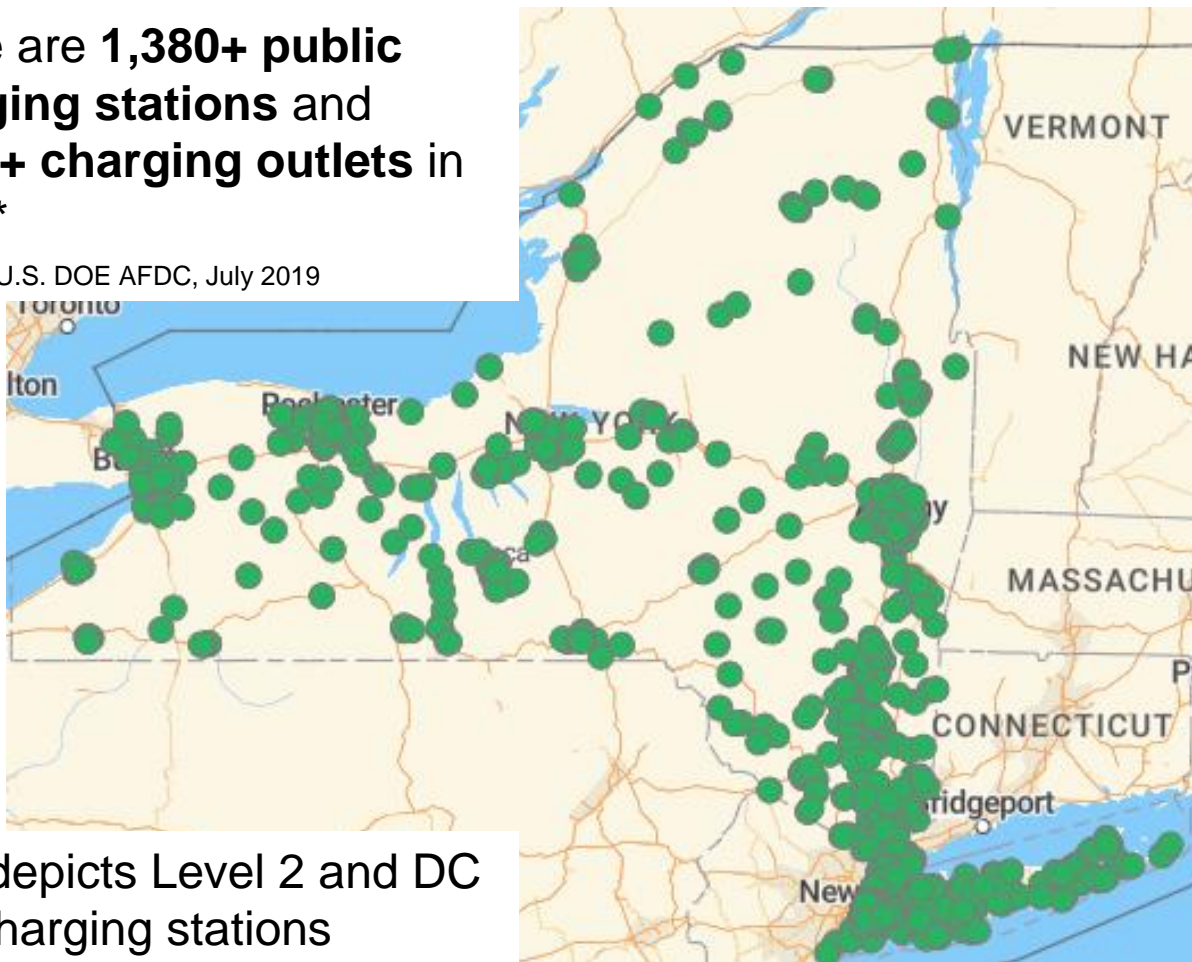 e are 1,380+ public
ging stations and
+ charging outlets in
*
U.S. DOE AFDC, July 2019
Toronto
lton
VERMONT
NEW HA
NEW YORK
MASSACHU
P
CONNECTICUT
ridgeport
New
depicts Level 2 and DC
harging stations